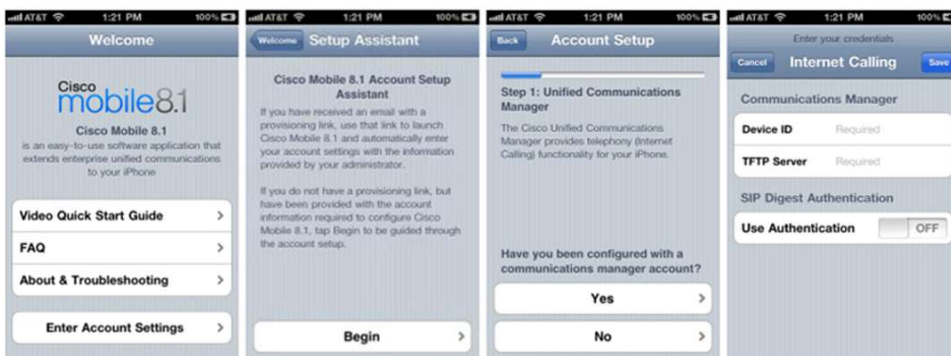 AT&T 1:21 PM 100%
Welcome
Cisco
mobile8.1
Cisco Mobile 8.1
is an easy-to-use software application that
extends enterprise unified communications
to your iPhone
Video Quick Start Guide
FAQ
About & Troubleshooting
Enter Account Settings
AT&T 1:21 PM 100%
Welcome Setup Assistant
Cisco Mobile 8.1 Account Setup
Assistant
If you have received an email with a
provisioning link, use that link to launch
Cisco Mobile 8.1 and automatically enter
your account settings with the information
provided by your administrator.
If you do not have a provisioning link, but
have been provided with the account
information required to configure Cisco
Mobile 8.1, tap Begin to be guided through
the account setup.
Begin
AT&T 1:21 PM 100%
Back Account Setup
Step 1: Unified Communications
Manager
The Cisco Unified Communications
Manager provides telephony (Internet
Calling) functionality for your iPhone.
Have you been configured with a
communications manager account?
Yes
No
AT&T 1:21 PM 100%
Enter your credentials
Cancel Internet Calling Save
Communications Manager
Device ID Required
TFTP Server Required
SIP Digest Authentication
Use Authentication OFF